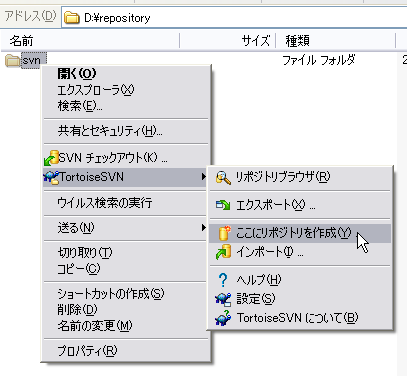 アドレス(D) D:¥repository
名前 サイズ 種類
svn ファイル フォルダ 2
開く(O)
エクスプローラ(X)
検索(E)...
共有とセキュリティ(H)...
SVN チェックアウト(K) ...
TortoiseSVN
ウイルス検索の実行
送る(N)
切り取り(T)
コピー(C)
ショートカットの作成(S)
削除(D)
名前の変更(M)
プロパティ(R)
リポジトリブラウザ(R)
エクスポート(X) ...
ここにリポジトリを作成(Y)
インポート(I) ...
ヘルプ(H)
設定(S)
TortoiseSVN について(B)